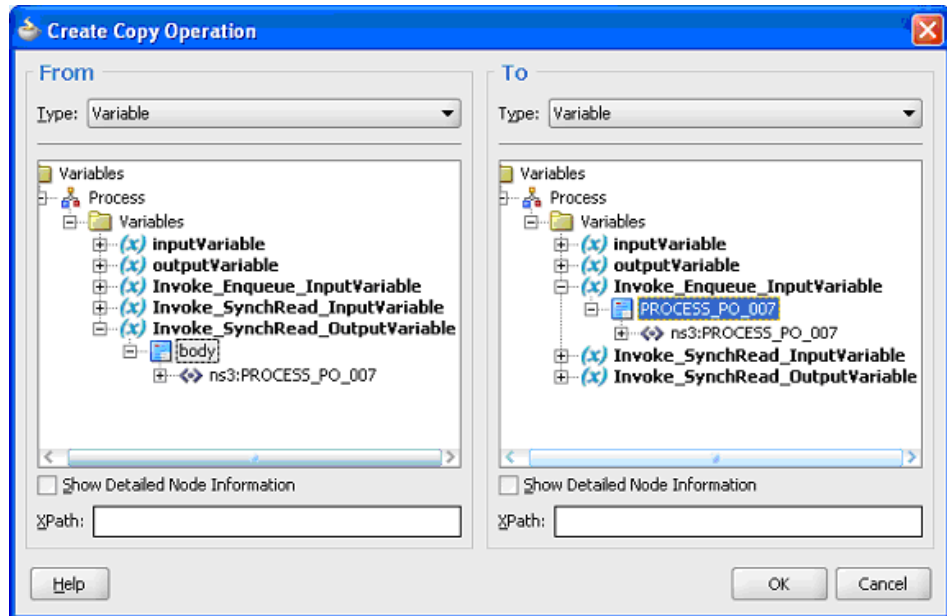 Create Copy Operation
From
Type: Variable
Variables
Process
Variables
inputVariable
outputVariable
Invoke_Enqueue_InputVariable
Invoke_SynchRead_InputVariable
Invoke_SynchRead_OutputVariable
body
ns3:PROCESS_PO_007
Show Detailed Node Information
XPath:
To
Type: Variable
Variables
Process
Variables
inputVariable
outputVariable
Invoke_Enqueue_InputVariable
PROCESS_PO_007
ns3:PROCESS_PO_007
Invoke_SynchRead_InputVariable
Invoke_SynchRead_OutputVariable
Show Detailed Node Information
XPath:
Help
OK
Cancel